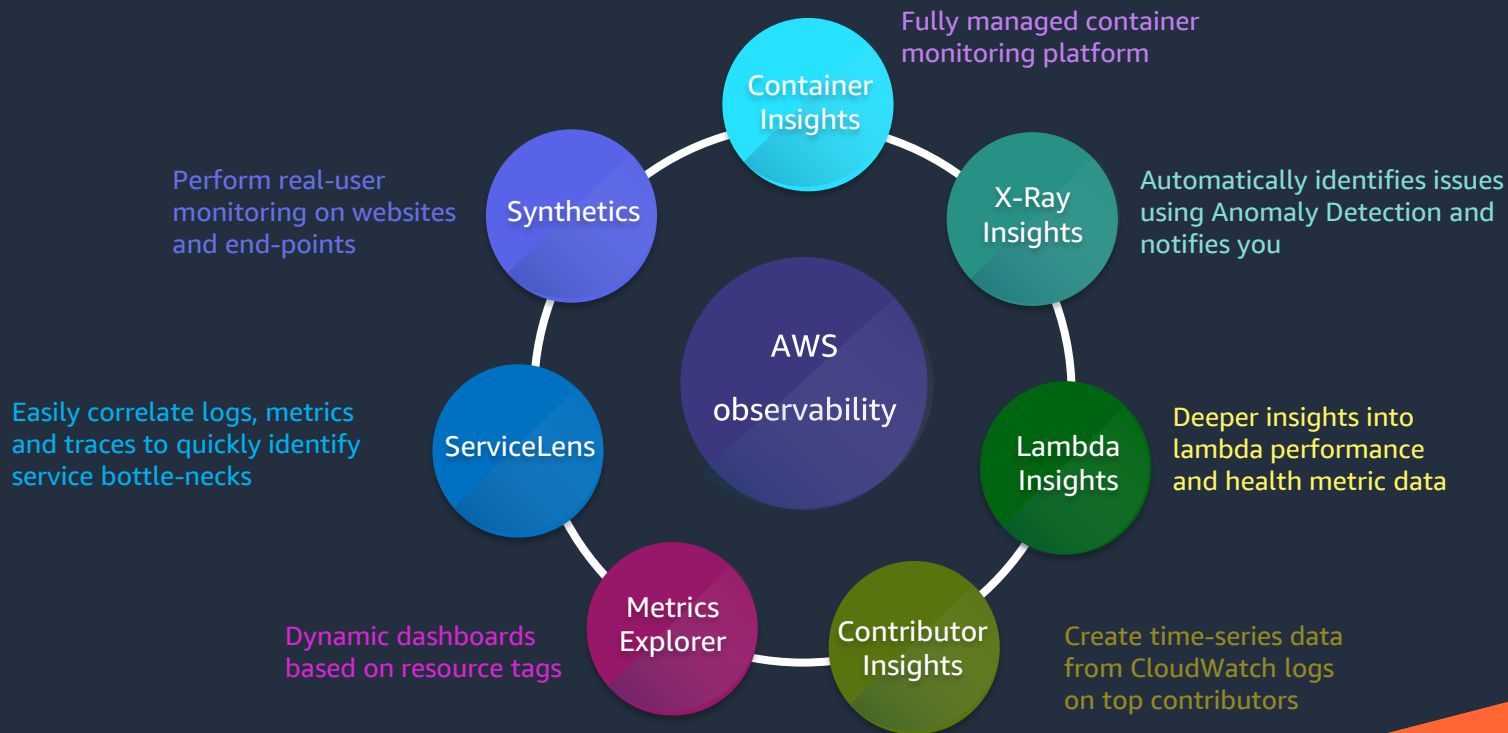 Fully managed container
monitoring platform
Container
Insights
Perform real-user
monitoring on websites
and end-points
Synthetics
X-Ray
Insights
Automatically identifies issues
using Anomaly Detection and
notifies you
AWS
observability
Easily correlate logs, metrics
and traces to quickly identify
service bottle-necks
ServiceLens
Lambda
Insights
Deeper insights into
lambda performance
and health metric data
Dynamic dashboards
based on resource tags
Metrics
Explorer
Contributor
Insights
Create time-series data
from CloudWatch logs
on top contributors